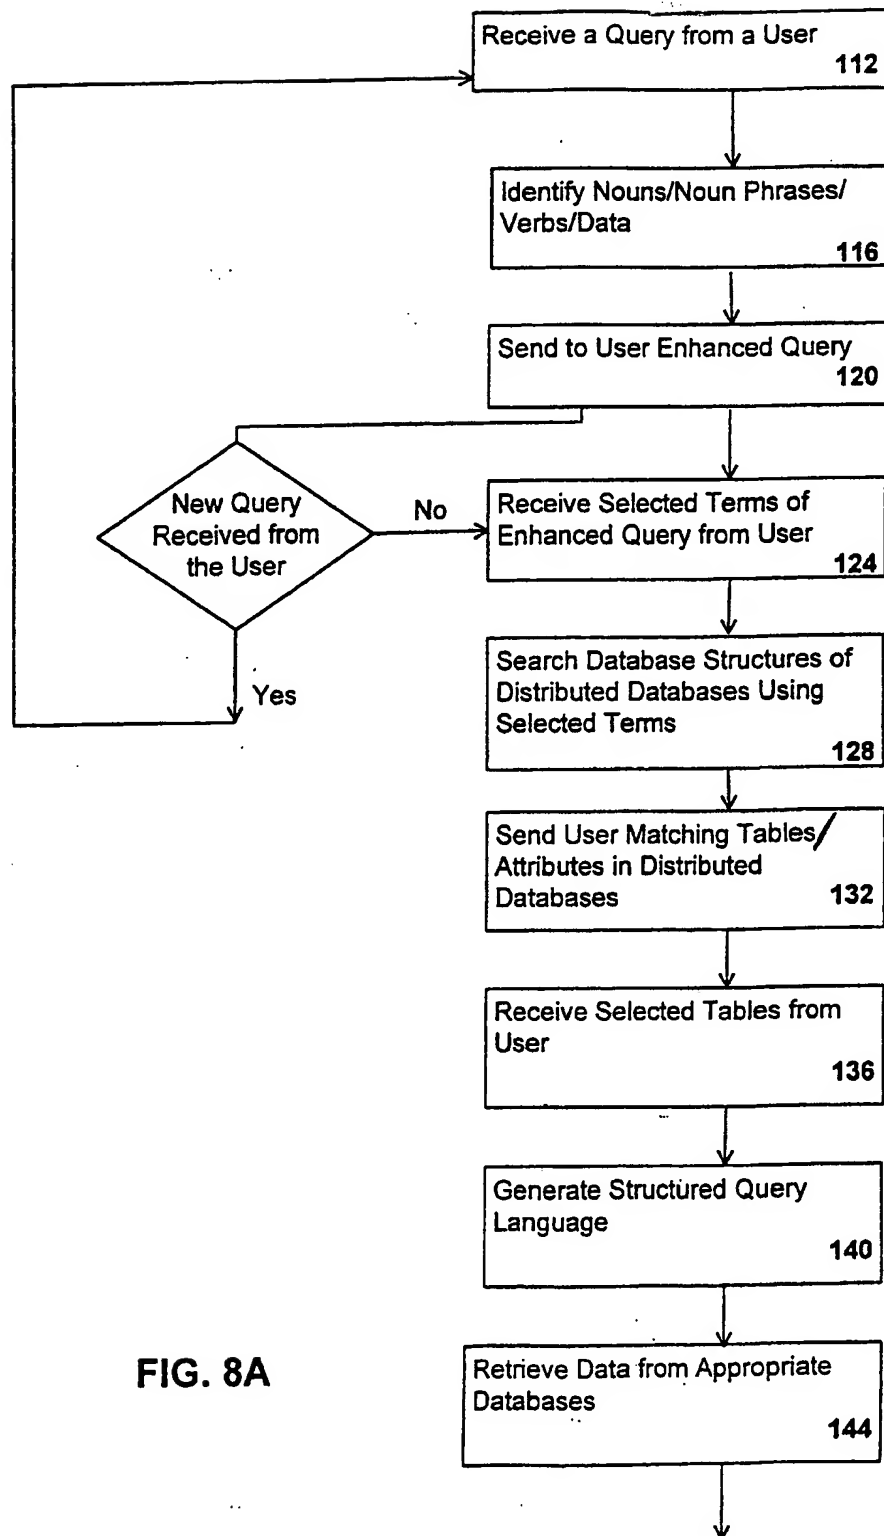 Receive a Query from a User
112
Identify Nouns/Noun Phrases/
Verbs/Data
116
Send to User Enhanced Query
120
New Query
Received from
the User
No
Yes
Receive Selected Terms of
Enhanced Query from User
124
Search Database Structures of
Distributed Databases Using
Selected Terms
128
Send User Matching Tables/
Attributes in Distributed
Databases
132
Receive Selected Tables from
User
136
Generate Structured Query
Language
140
Retrieve Data from Appropriate
Databases
144
FIG. 8A